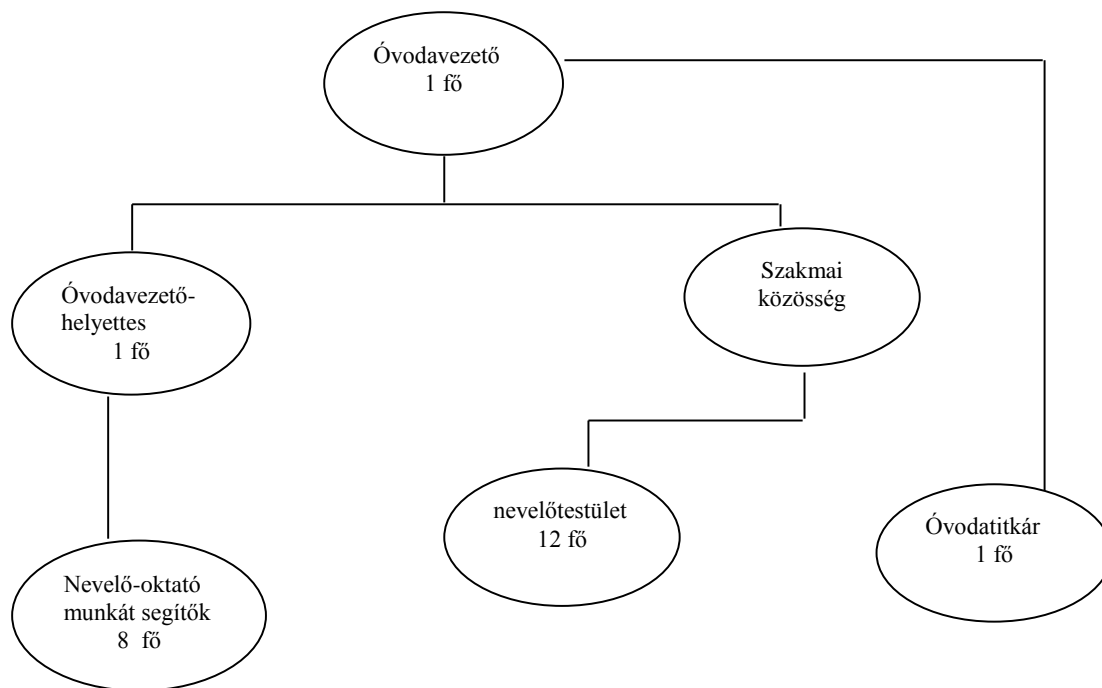 Óvodavezető
1 fő
Óvodavezető-
helyettes
1 fő
Szakmai
közösség
nevelőtestület
12 fő
Óvodatitkár
1 fő
Nevelő-oktató
munkát segítők
8 fő